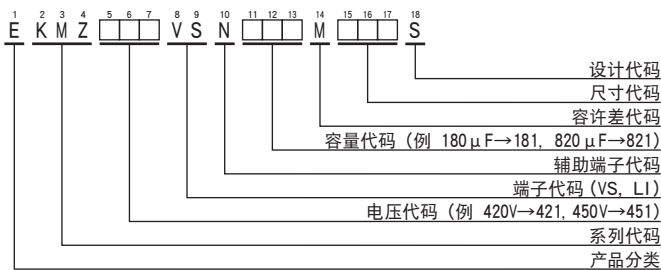 1 2 3 4 5 6 7 8 9 10 11 12 13 14 15 16 17 18
E KMZ □□□ VS N □□□ M □□□ S
设计代码
尺寸代码
容许差代码
容量代码 (例 180μF→181, 820μF→821)
辅助端子代码
端子代码 (VS, LI)
电压代码 (例 420V→421, 450V→451)
系列代码
产品分类